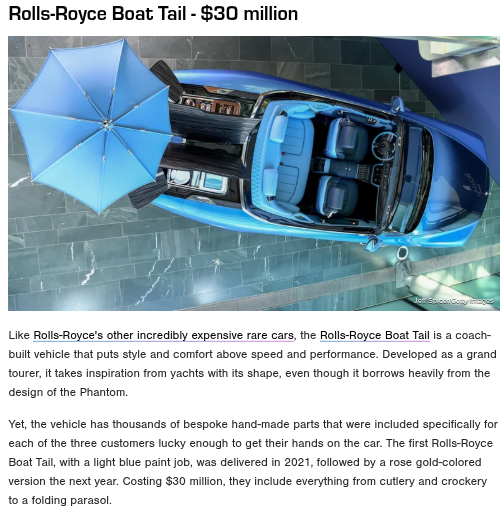 Rolls-Royce Boat Tail - $30 million
Jeff Spicer/Getty Images
Like Rolls-Royce's other incredibly expensive rare cars, the Rolls-Royce Boat Tail is a coach-
built vehicle that puts style and comfort above speed and performance. Developed as a grand
tourer, it takes inspiration from yachts with its shape, even though it borrows heavily from the
design of the Phantom.
Yet, the vehicle has thousands of bespoke hand-made parts that were included specifically for
each of the three customers lucky enough to get their hands on the car. The first Rolls-Royce
Boat Tail, with a light blue paint job, was delivered in 2021, followed by a rose gold-colored
version the next year. Costing $30 million, they include everything from cutlery and crockery
to a folding parasol.